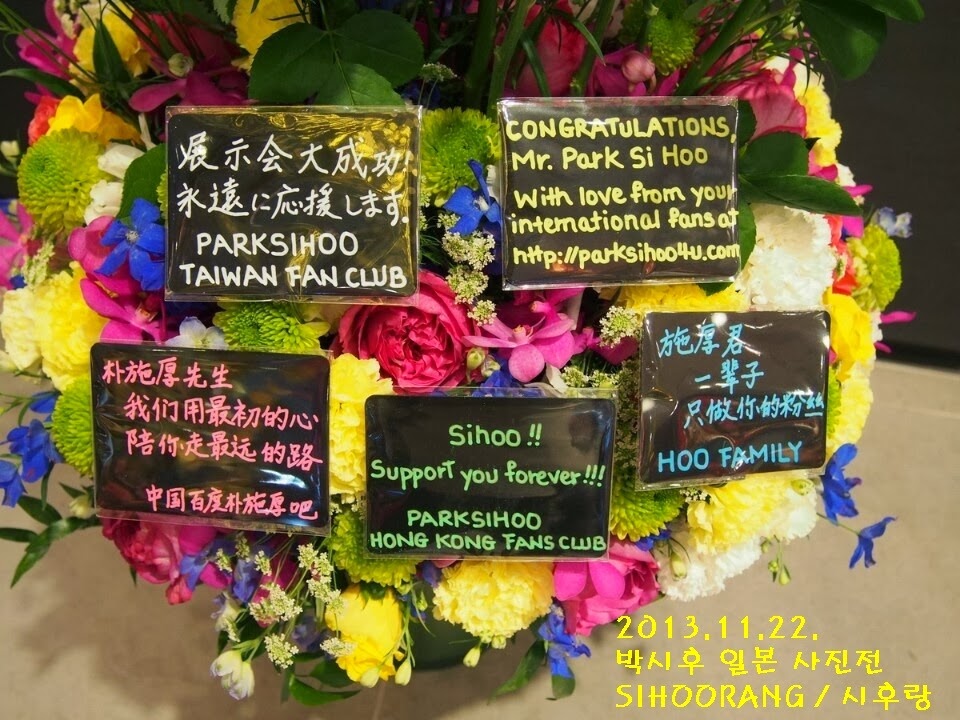 展示会大成功!
永遠に応援します.
PARKSIHOO
TAIWAN FAN CLUB
CONGRATULATIONS,
Mr. Park Si Hoo
With love from your
international fans at
http://parksihoo4u.com
朴施厚先生
我们用最初的心
陪你走最远的路
中国百度朴施厚吧
Sihoo!!
Support you forever!!!
PARKSIHOO
HONG KONG FANS CLUB
施厚君
一辈子
只做你的粉丝
HOO FAMILY
2013.11.22.
박시후 일본 사진전
SIHOORANG / 시후랑